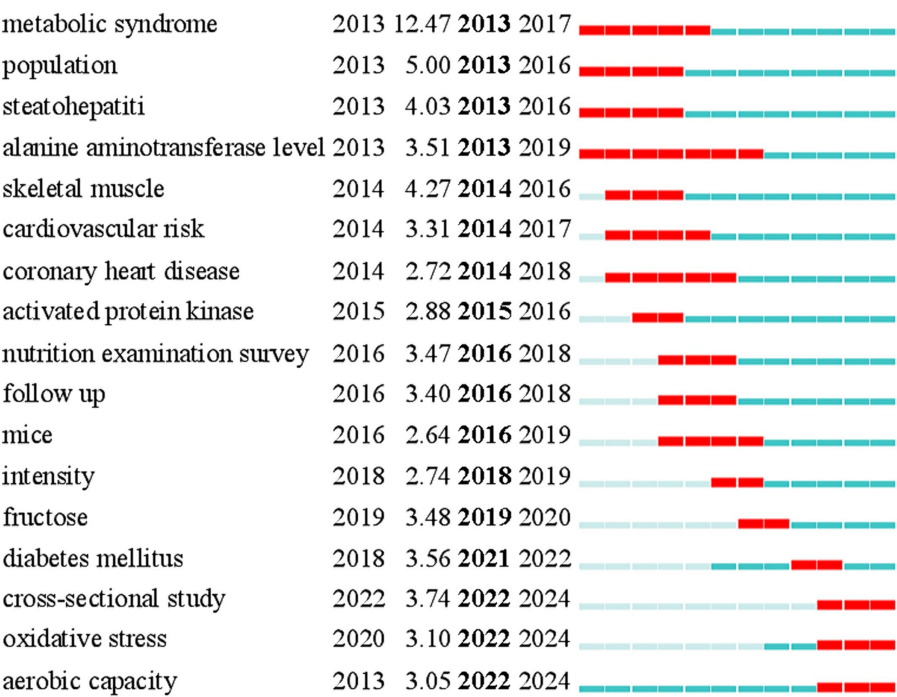 metabolic syndrome 2013 12.47 2013 2017
population 2013 5.00 2013 2016
steatohepatiti 2013 4.03 2013 2016
alanine aminotransferase level 2013 3.51 2013 2019
skeletal muscle 2014 4.27 2014 2016
cardiovascular risk 2014 3.31 2014 2017
coronary heart disease 2014 2.72 2014 2018
activated protein kinase 2015 2.88 2015 2016
nutrition examination survey 2016 3.47 2016 2018
follow up 2016 3.40 2016 2018
mice 2016 2.64 2016 2019
intensity 2018 2.74 2018 2019
fructose 2019 3.48 2019 2020
diabetes mellitus 2018 3.56 2021 2022
cross-sectional study 2022 3.74 2022 2024
oxidative stress 2020 3.10 2022 2024
aerobic capacity 2013 3.05 2022 2024